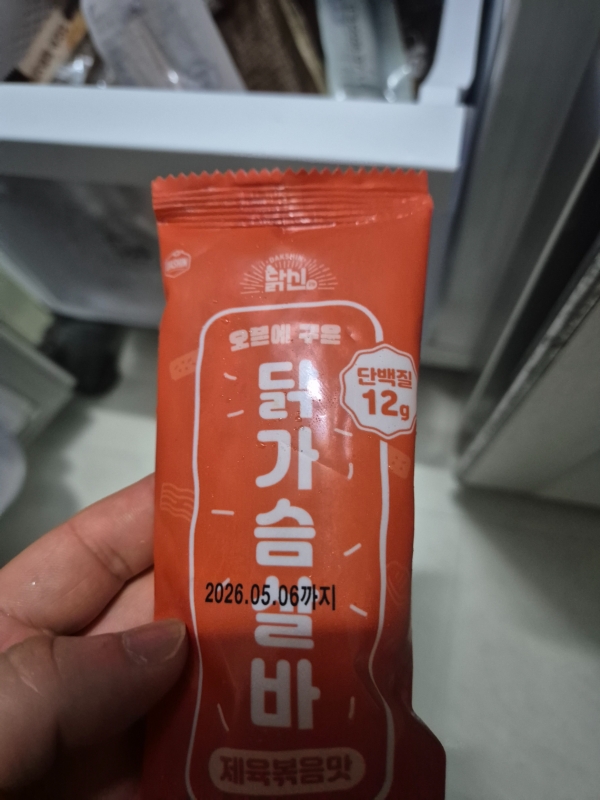 DAKSHIN
닭신
오븐에 구운
닭가슴살바
단백질
12g
2026.05.06까지
제육볶음맛